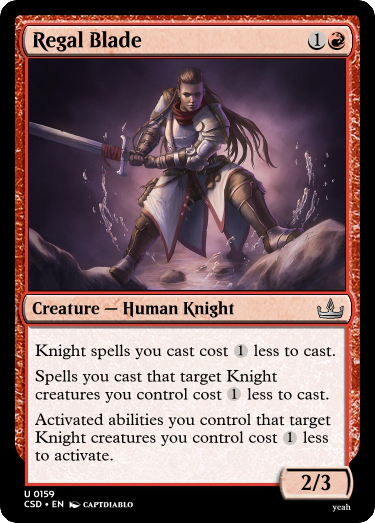 Regal Blade 1
Creature — Human Knight
Knight spells you cast cost 1 less to cast.
Spells you cast that target Knight
creatures you control cost 1 less to cast.
Activated abilities you control that target
Knight creatures you control cost 1 less
to activate.
2/3
U 0159
CSD • EN CAPTDIABLO
yeah